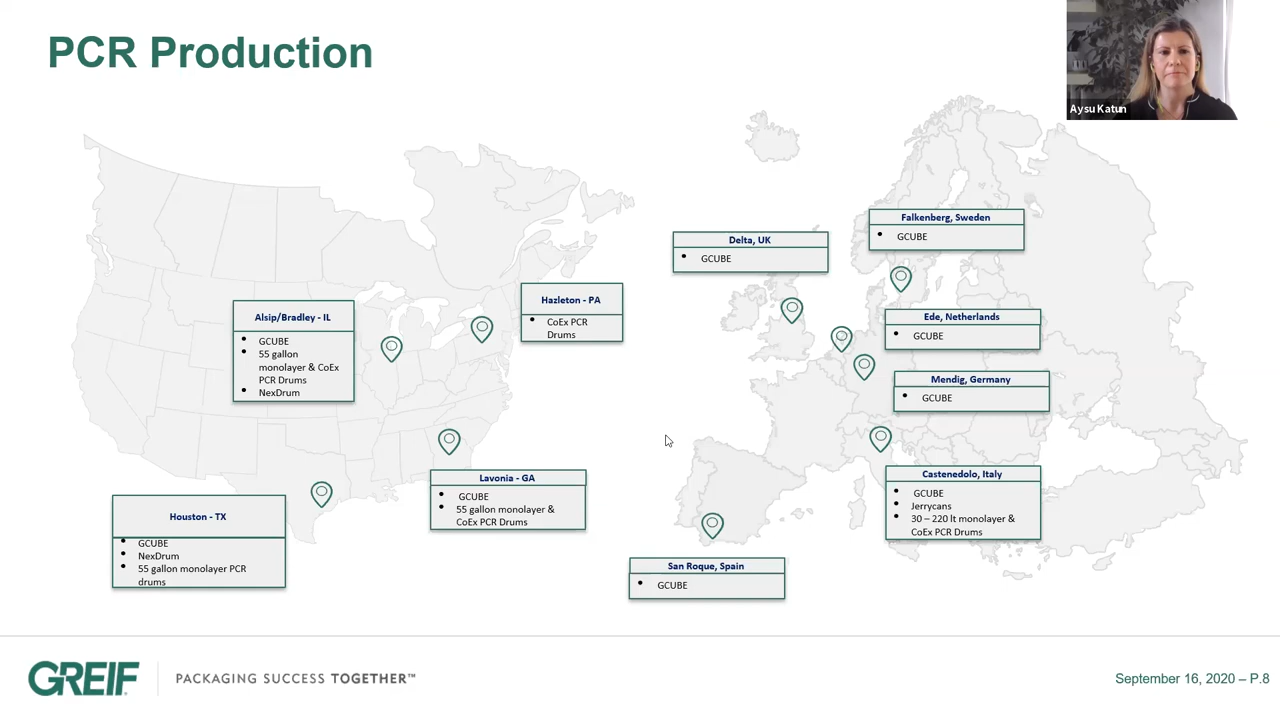 PCR Production
Aysu Katun
Falkenberg, Sweden
• GCUBE
Delta, UK
• GCUBE
Hazleton - PA
• CoEx PCR
Drums
Alsip/Bradley - IL
• GCUBE
• 55 gallon
monolayer & CoEx
PCR Drums
• NexDrum
Ede, Netherlands
• GCUBE
Mendig, Germany
• GCUBE
Lavonia - GA
• GCUBE
• 55 gallon monolayer &
CoEx PCR Drums
Castenedolo, Italy
• GCUBE
• Jerrycans
• 30 – 220 lt monolayer &
CoEx PCR Drums
Houston - TX
• GCUBE
• NexDrum
• 55 gallon monolayer PCR
drums
San Roque, Spain
• GCUBE
GREIF
PACKAGING SUCCESS TOGETHER™
September 16, 2020 – P.8